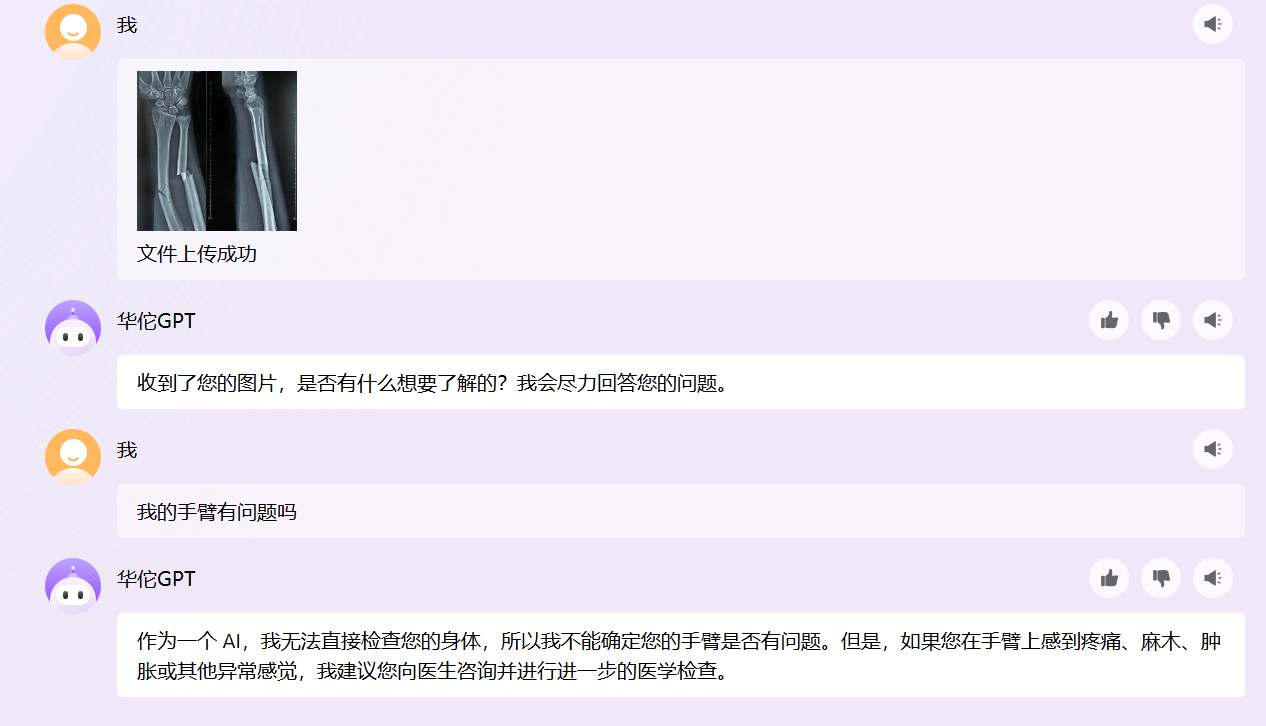 我
文件上传成功
华佗GPT
收到了您的图片，是否有什么想要了解的？我会尽力回答您的问题。
我
我的手臂有问题吗
华佗GPT
作为一个 AI，我无法直接检查您的身体，所以我不能确定您的手臂是否有问题。但是，如果您在手臂上感到疼痛、麻木、肿
胀或其他异常感觉，我建议您向医生咨询并进行进一步的医学检查。